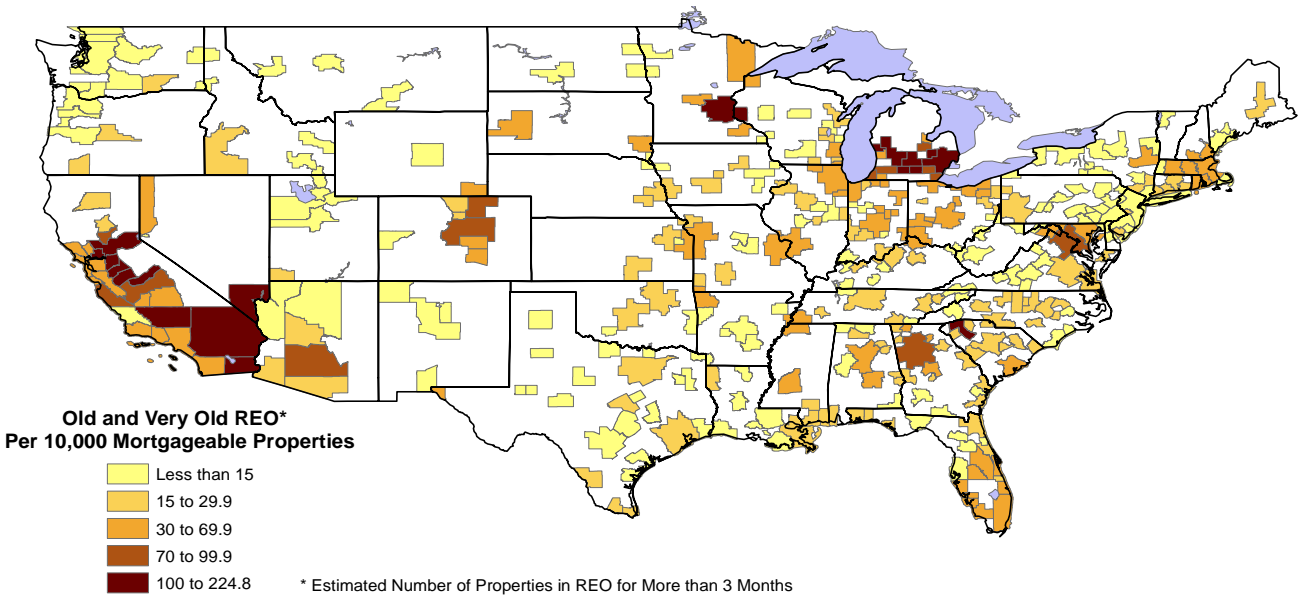 Old and Very Old REO*
Per 10,000 Mortgageable Properties
Less than 15
15 to 29.9
30 to 69.9
70 to 99.9
100 to 224.8
* Estimated Number of Properties in REO for More than 3 Months